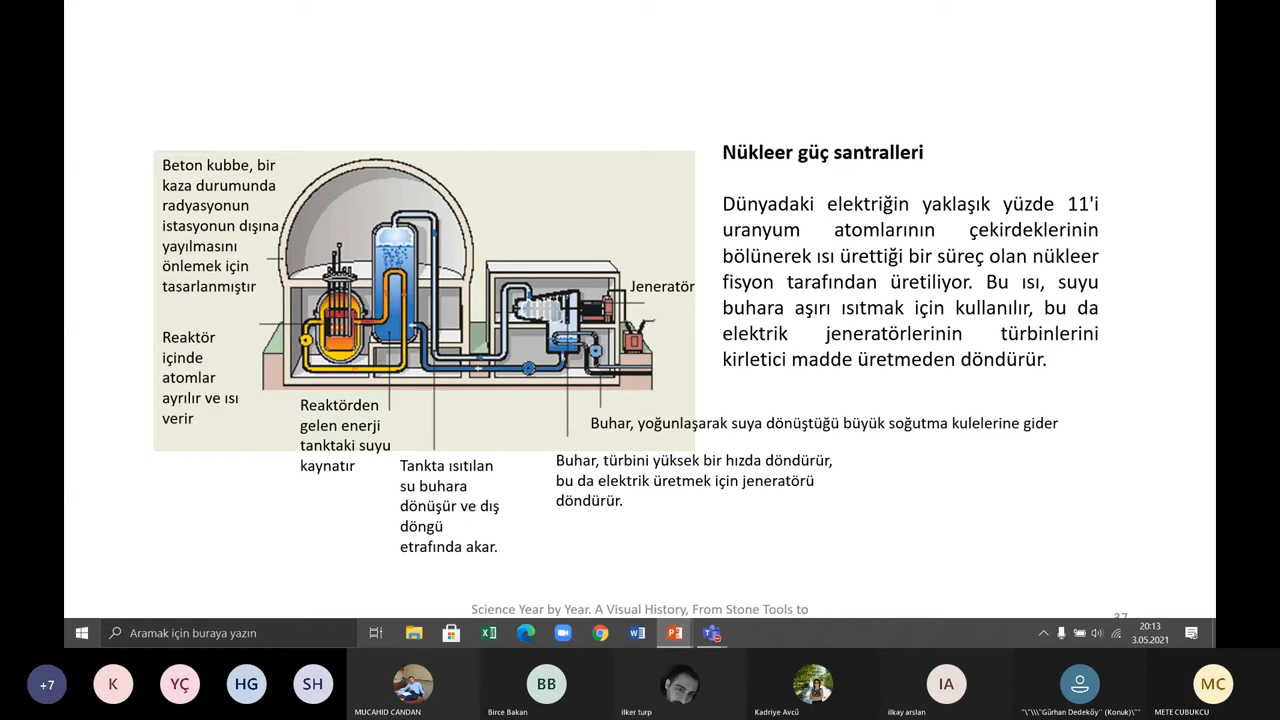 Beton kubbe, bir
kaza durumunda
radyasyonun
istasyonun dışına
yayılmasını
önlemek için
tasarlanmıştır
Reaktör
içinde
atomlar
ayrılır ve ısı
verir
Reaktörden
gelen enerji
tanktaki suyu
kaynatır
Tankta ısıtılan
su buhara
dönüşür ve dış
döngü
etrafında akar.
Jeneratör
Buhar, yoğunlaşarak suya dönüştüğü büyük soğutma kulelerine gider
Buhar, türbini yüksek bir hızda döndürür,
bu da elektrik üretmek için jeneratörü
döndürür.
Nükleer güç santralleri
Dünyadaki elektriğin yaklaşık yüzde 11'i
uranyum atomlarının çekirdeklerinin
bölünerek ısı ürettiği bir süreç olan nükleer
fisyon tarafından üretiliyor. Bu ısı, suyu
buhara aşırı ısıtmak için kullanılır, bu da
elektrik jeneratörlerinin türbinlerini
kirletici madde üretmeden döndürür.
Science Year by Year. A Visual History, From Stone Tools to
37
Aramak için buraya yazın
20:13
3.05.2021
+7
K
YÇ
HG
SH
MUCAHID CANDAN
BB
Birce Bakan
ilker turp
Kadriye Avcü
IA
ilkay arslan
"\"\\\"Gürhan Dedeköy" (Konuk)\""
MC
METE CUBUKCU